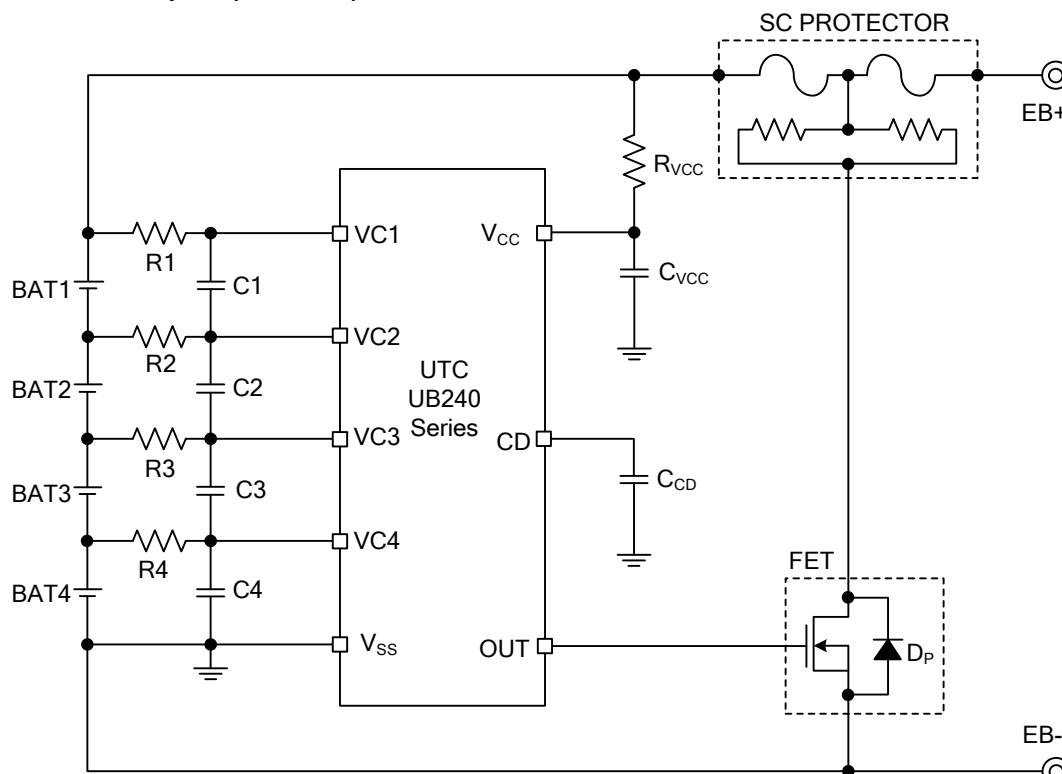 SC PROTECTOR
EB+
RVCC
VC1
VCC
R1
C1
CVCC
BAT1
VC2
R2
UTC
UB240
Series
BAT2
C2
VC3
CD
R3
CCD
BAT3
C3
VC4
R4
FET
BAT4
C4
VSS
OUT
DP
EB-